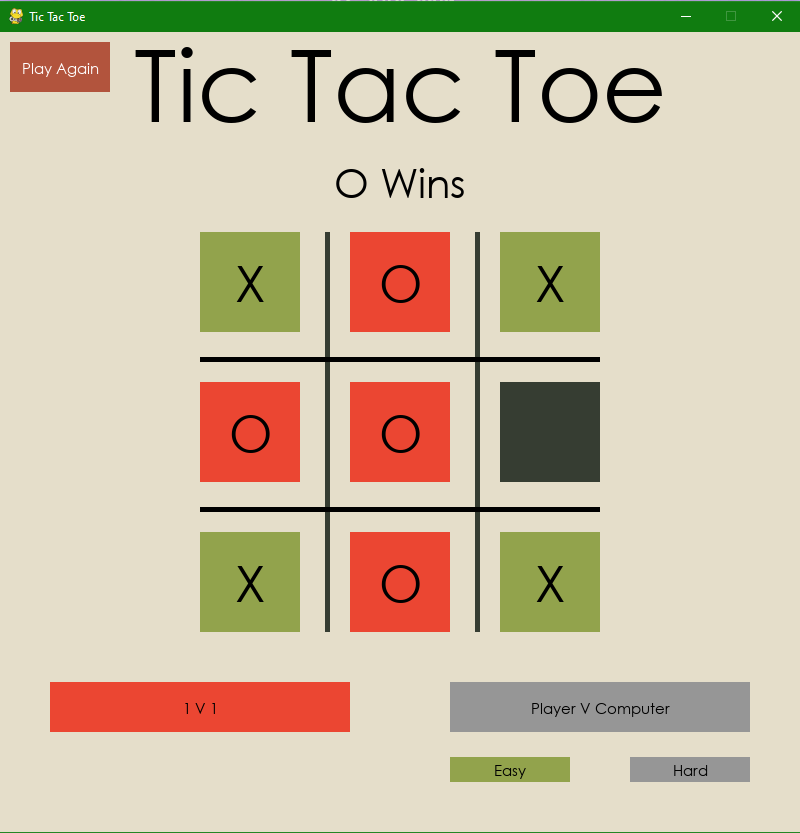 Tic Tac Toe
Play Again
Tic Tac Toe
O Wins
X O X
O O
X O X
1 V 1
Player V Computer
Easy
Hard